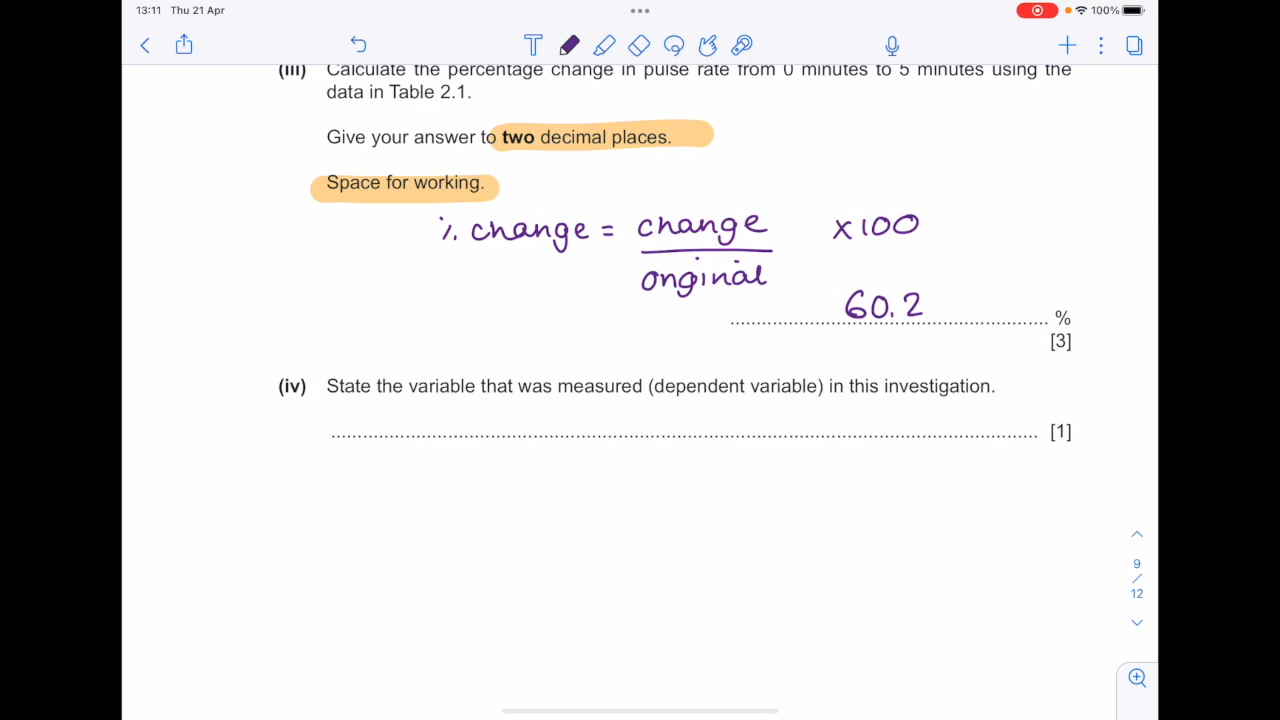 13:11 Thu 21 Apr
100%
T
(iii) Calculate the percentage change in pulse rate from 0 minutes to 5 minutes using the
data in Table 2.1.
Give your answer to two decimal places.
Space for working.
% change = change x100
original
60.2
........................................................... %
[3]
(iv) State the variable that was measured (dependent variable) in this investigation.
.................................................................................................................................... [1]
9
/
12